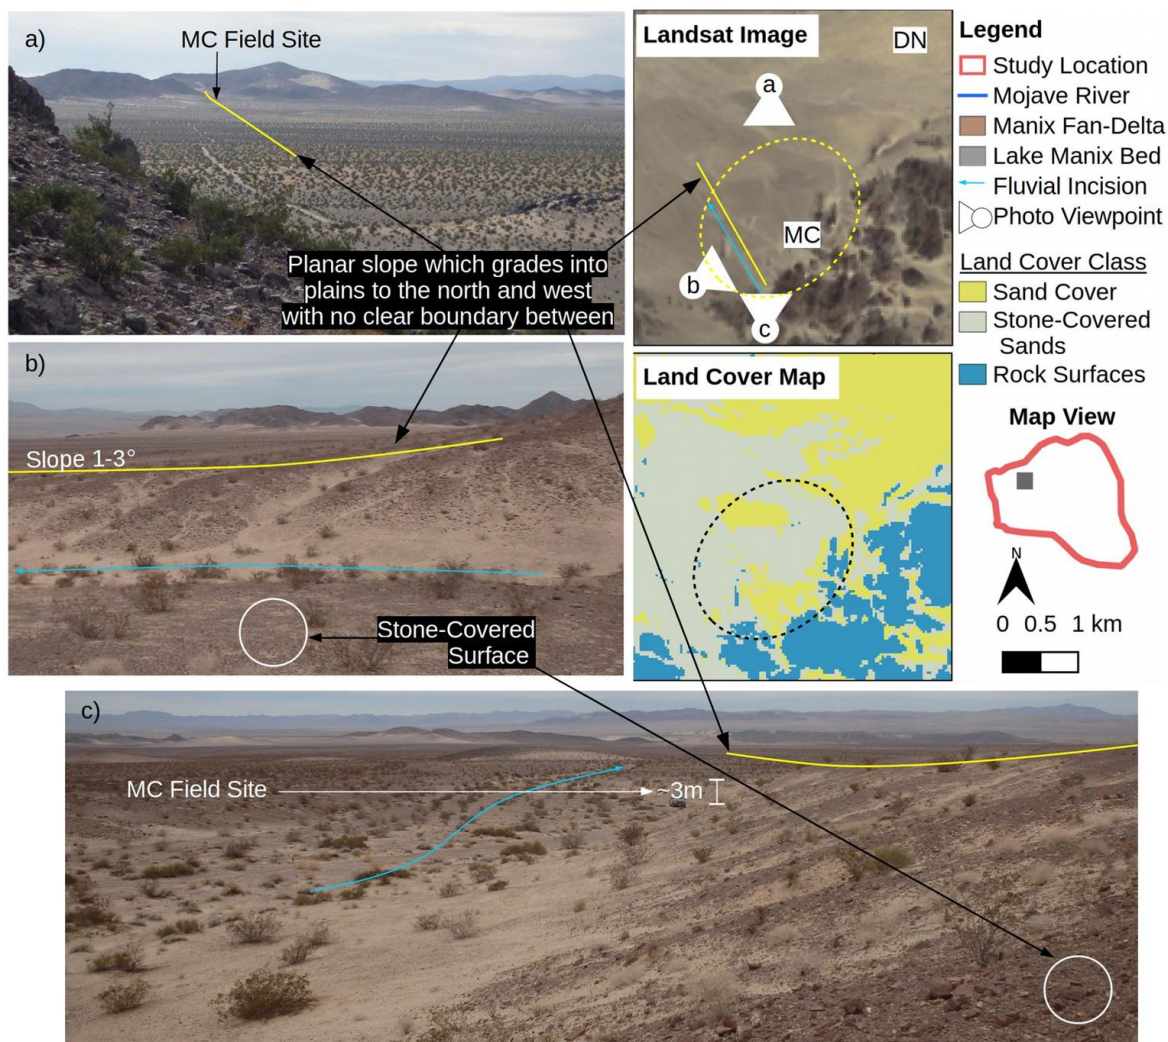 a)
MC Field Site
Planar slope which grades into
plains to the north and west
with no clear boundary between
b)
Slope 1-3°
Stone-Covered
Surface
Landsat Image
DN
a
MC
b
c
Land Cover Map
Legend
Study Location
Mojave River
Manix Fan-Delta
Lake Manix Bed
Fluvial Incision
Photo Viewpoint
Land Cover Class
Sand Cover
Stone-Covered
Sands
Rock Surfaces
Map View
N
0 0.5 1 km
c)
MC Field Site
~3m